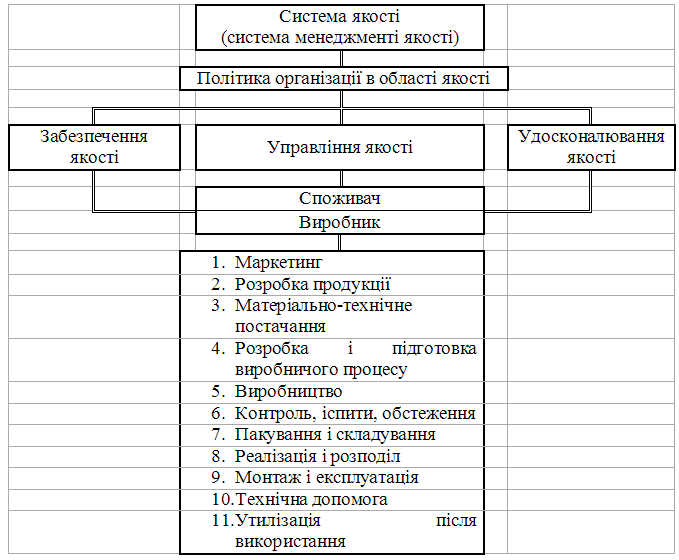 Система якості
(система менеджменті якості)
Політика організації в області якості
Забезпечення
якості
Управління якості
Удосконалювання
якості
Споживач
Виробник
1. Маркетинг
2. Розробка продукції
3. Матеріально-технічне
постачання
4. Розробка і підготовка
виробничого процесу
5. Виробництво
6. Контроль, іспити, обстеження
7. Пакування і складування
8. Реалізація і розподіл
9. Монтаж і експлуатація
10.Технічна допомога
11.Утилізація після
використання